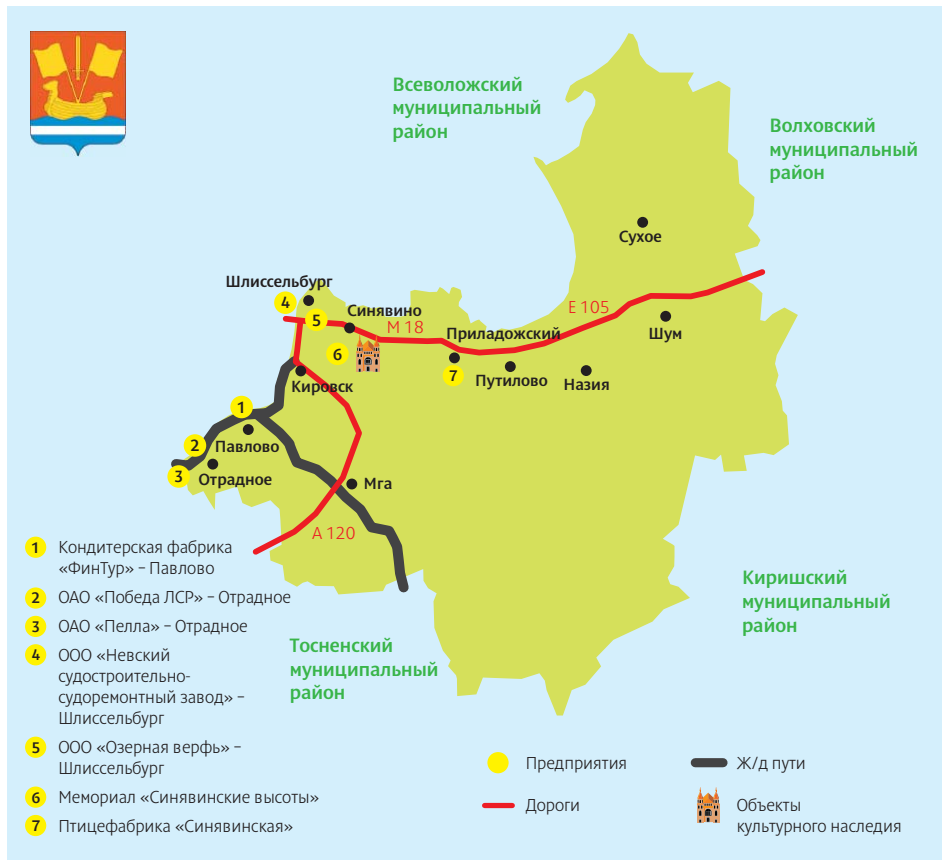 Всеволожский
муниципальный
район
Волховский
муниципальный
район
Сухое
Шлиссельбург
4
5
Синявино
М 18
Е 105
Приладожский
Шум
6
7
Путилово
Назия
Кировск
1
Павлово
2
3
Отрадное
Мга
А 120
Киришский
муниципальный
район
Тосненский
муниципальный
район
1 Кондитерская фабрика
«ФинТур» – Павлово
2 ОАО «Победа ЛСР» – Отрадное
3 ОАО «Пелла» – Отрадное
4 ООО «Невский
судостроительно-
судоремонтный завод» –
Шлиссельбург
5 ООО «Озерная верфь» –
Шлиссельбург
6 Мемориал «Синявинские высоты»
7 Птицефабрика «Синявинская»
Предприятия
Ж/д пути
Дороги
Объекты
культурного наследия